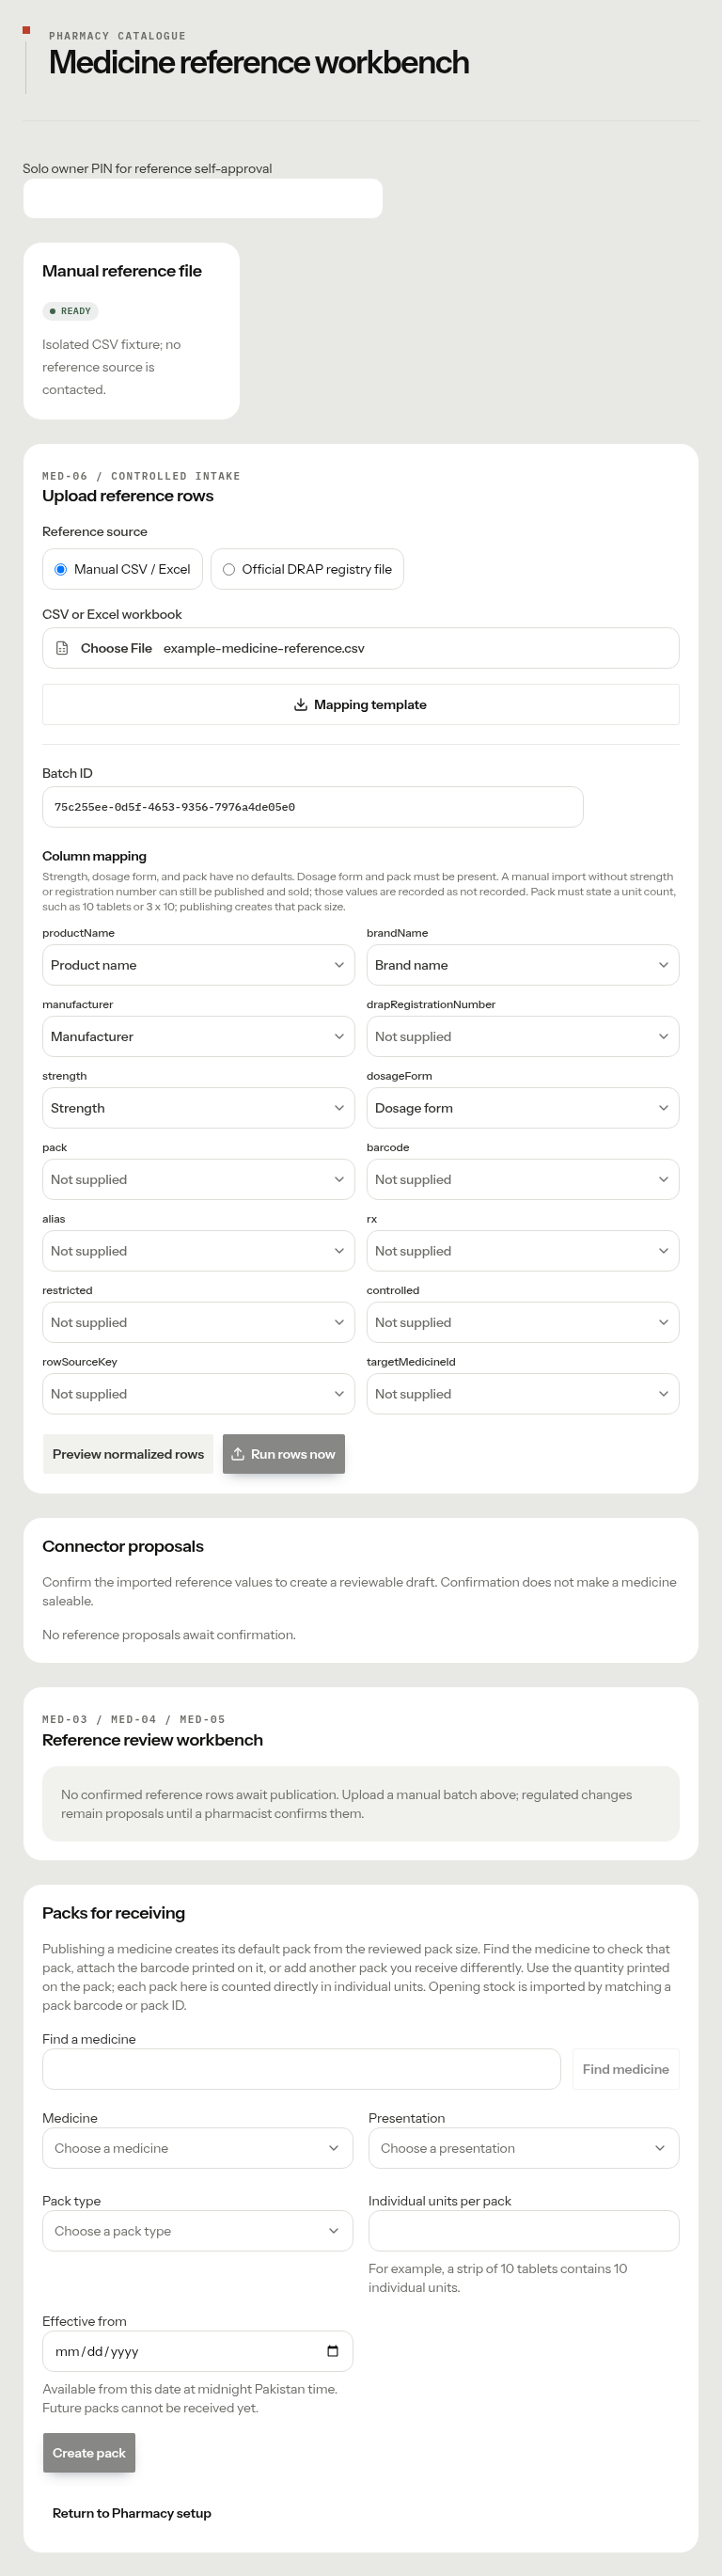 PHARMACY CATALOGUE
Medicine reference workbench
Solo owner PIN for reference self-approval
Manual reference file
READY
Isolated CSV fixture; no
reference source is
contacted.
MED-06 / CONTROLLED INTAKE
Upload reference rows
Reference source
Manual CSV / Excel
Official DRAP registry file
CSV or Excel workbook
Choose File example-medicine-reference.csv
Mapping template
Batch ID
75c255ee-0d5f-4653-9356-7976a4de05e0
Column mapping
Strength, dosage form, and pack have no defaults. Dosage form and pack must be present. A manual import without strength
or registration number can still be published and sold; those values are recorded as not recorded. Pack must state a unit count,
such as 10 tablets or 3 x 10; publishing creates that pack size.
productName
brandName
Product name
Brand name
manufacturer
drapRegistrationNumber
Manufacturer
Not supplied
strength
dosageForm
Strength
Dosage form
pack
barcode
Not supplied
Not supplied
alias
rx
Not supplied
Not supplied
restricted
controlled
Not supplied
Not supplied
rowSourceKey
targetMedicineId
Not supplied
Not supplied
Preview normalized rows
Run rows now
Connector proposals
Confirm the imported reference values to create a reviewable draft. Confirmation does not make a medicine
saleable.
No reference proposals await confirmation.
MED-03 / MED-04 / MED-05
Reference review workbench
No confirmed reference rows await publication. Upload a manual batch above; regulated changes
remain proposals until a pharmacist confirms them.
Packs for receiving
Publishing a medicine creates its default pack from the reviewed pack size. Find the medicine to check that
pack, attach the barcode printed on it, or add another pack you receive differently. Use the quantity printed
on the pack; each pack here is counted directly in individual units. Opening stock is imported by matching a
pack barcode or pack ID.
Find a medicine
Find medicine
Medicine
Presentation
Choose a medicine
Choose a presentation
Pack type
Individual units per pack
Choose a pack type
For example, a strip of 10 tablets contains 10
individual units.
Effective from
mm/dd/yyyy
Available from this date at midnight Pakistan time.
Future packs cannot be received yet.
Create pack
Return to Pharmacy setup